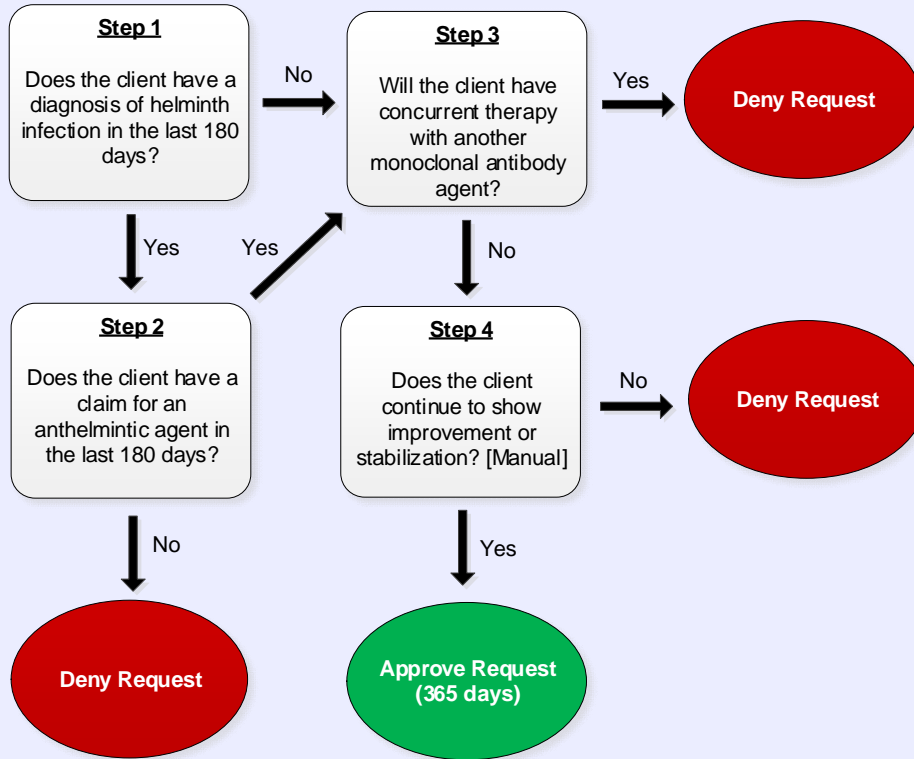 Step 1
Does the client have a
diagnosis of helminth
infection in the last 180
days?
No
Step 3
Will the client have
concurrent therapy
with another
monoclonal antibody
agent?
Yes
Deny Request
Yes
Yes
No
Step 2
Does the client have a
claim for an
anthelmintic agent in
the last 180 days?
Step 4
Does the client
continue to show
improvement or
stabilization? [Manual]
No
Deny Request
No
Yes
Deny Request
Approve Request
(365 days)